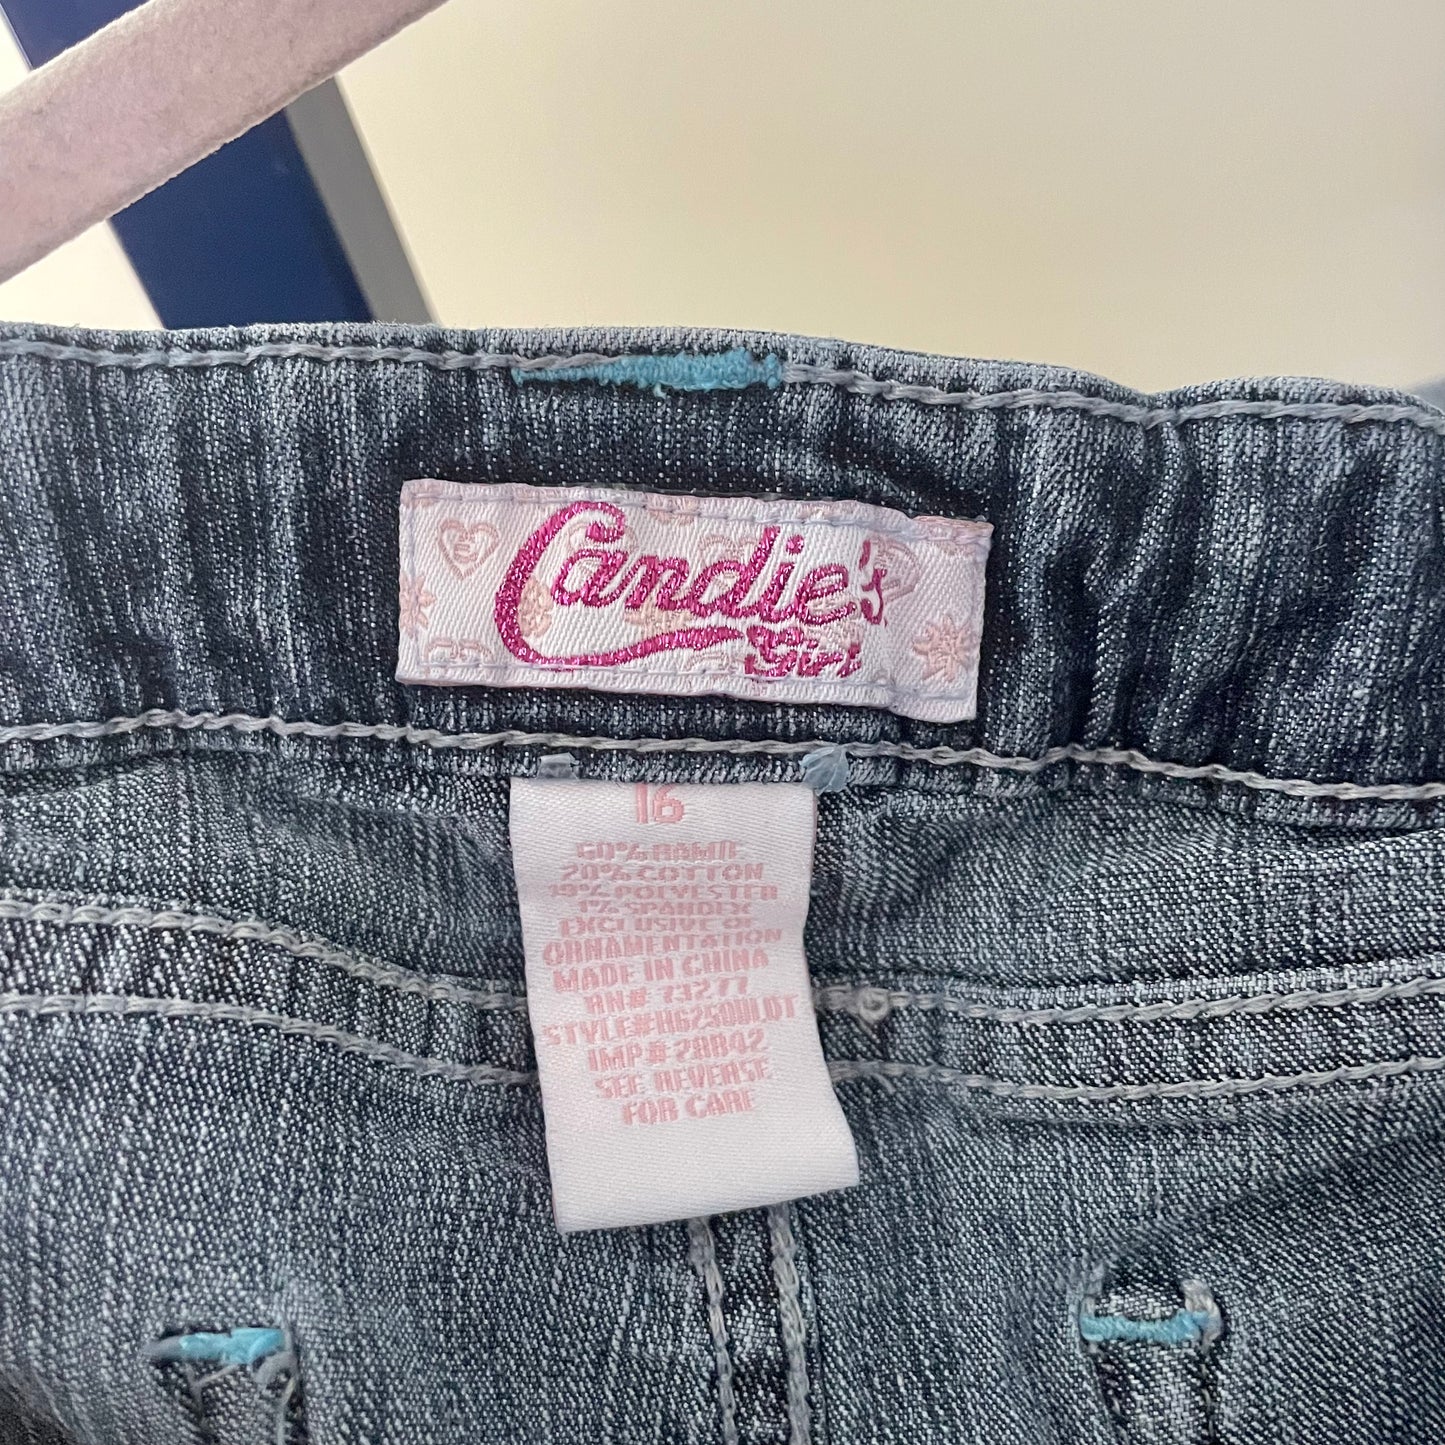 Candie's
Girl
16
60% RAMIE
20% COTTON
19% POLYESTER
1% SPANDEX
EXCLUSIVE OF
ORNAMENTATION
MADE IN CHINA
RN# 73277
IMP# 28842
SEE REVERSE
FOR CARE